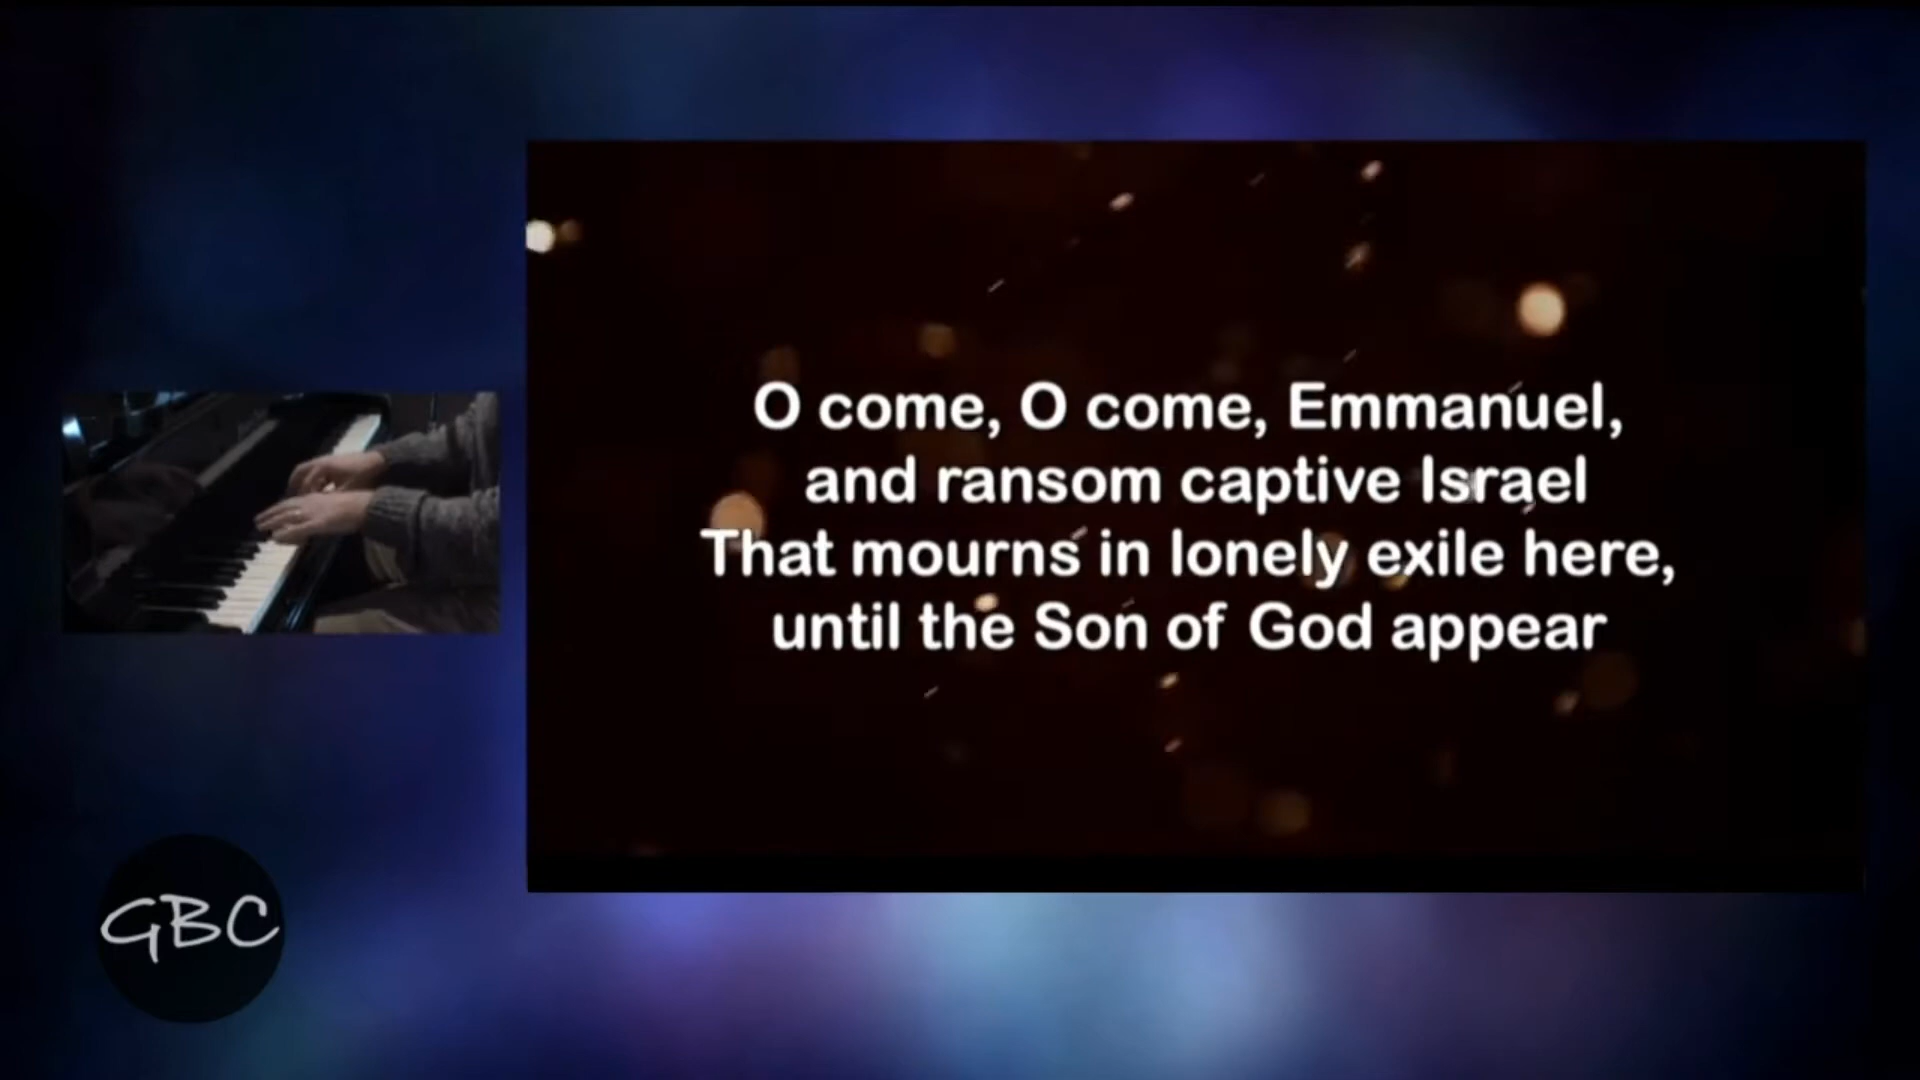 O come, O come, Emmanuel,
and ransom captive Israel
That mourns in lonely exile here,
until the Son of God appear
GBC